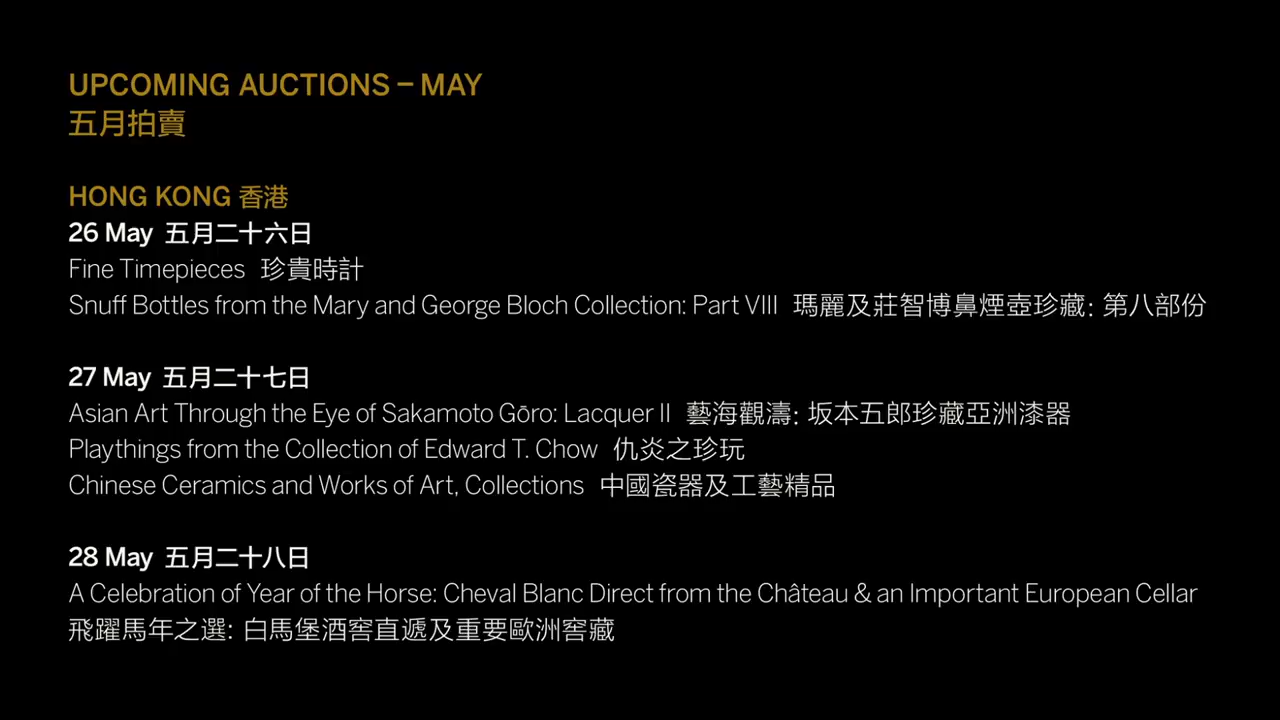 UPCOMING AUCTIONS – MAY
五月拍賣
HONG KONG 香港
26 May 五月二十六日
Fine Timepieces 珍貴時計
Snuff Bottles from the Mary and George Bloch Collection: Part VIII 瑪麗及莊智博鼻煙壺珍藏: 第八部份
27 May 五月二十七日
Asian Art Through the Eye of Sakamoto Gōro: Lacquer II 藝海觀濤: 坂本五郎珍藏亞洲漆器
Playthings from the Collection of Edward T. Chow 仇炎之珍玩
Chinese Ceramics and Works of Art, Collections 中國瓷器及工藝精品
28 May 五月二十八日
A Celebration of Year of the Horse: Cheval Blanc Direct from the Château & an Important European Cellar
飛躍馬年之選: 白馬堡酒窖直遞及重要歐洲窖藏